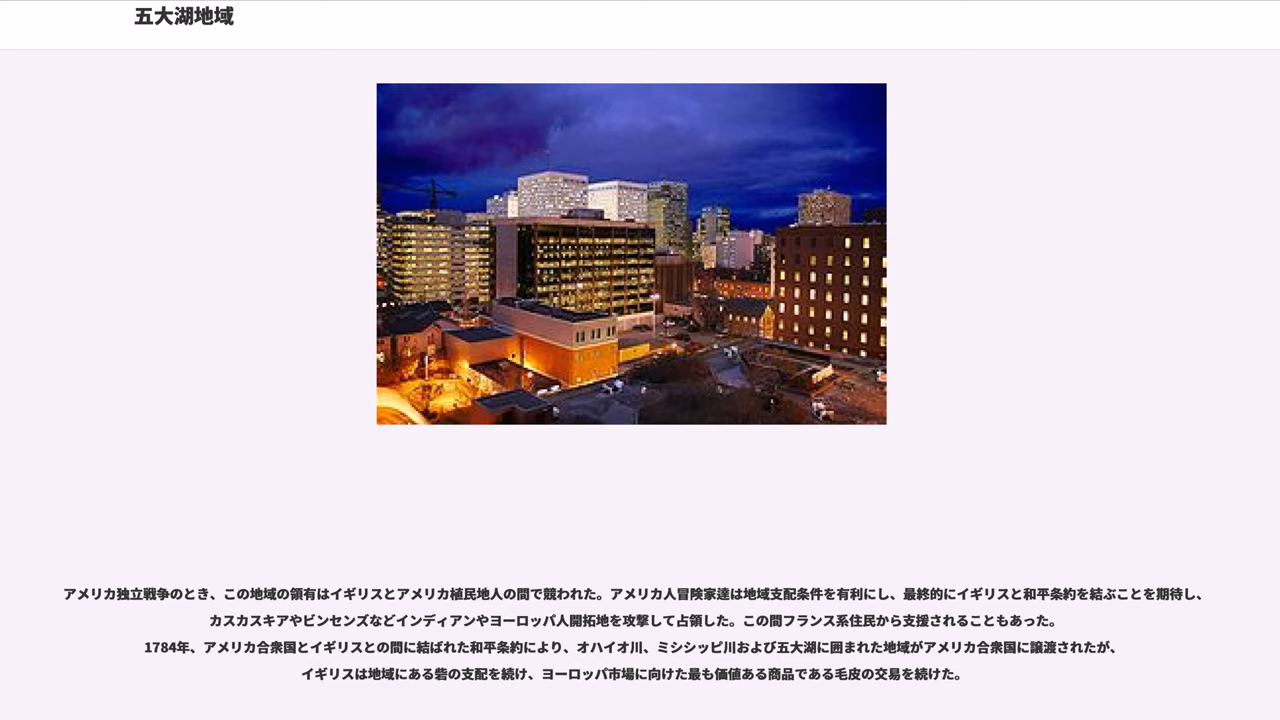 五大湖地域
アメリカ独立戦争のとき、この地域の領有はイギリスとアメリカ植民地人の間で競われた。アメリカ人冒険家達は地域支配条件を有利にし、最終的にイギリスと和平条約を結ぶことを期待し、
カスカスキアやビンセンズなどインディアンやヨーロッパ人開拓地を攻撃して占領した。この間フランス系住民から支援されることもあった。
1784年、アメリカ合衆国とイギリスとの間に結ばれた和平条約により、オハイオ川、ミシシッピ川および五大湖に囲まれた地域がアメリカ合衆国に譲渡されたが、
イギリスは地域にある砦の支配を続け、ヨーロッパ市場に向けた最も価値ある商品である毛皮の交易を続けた。